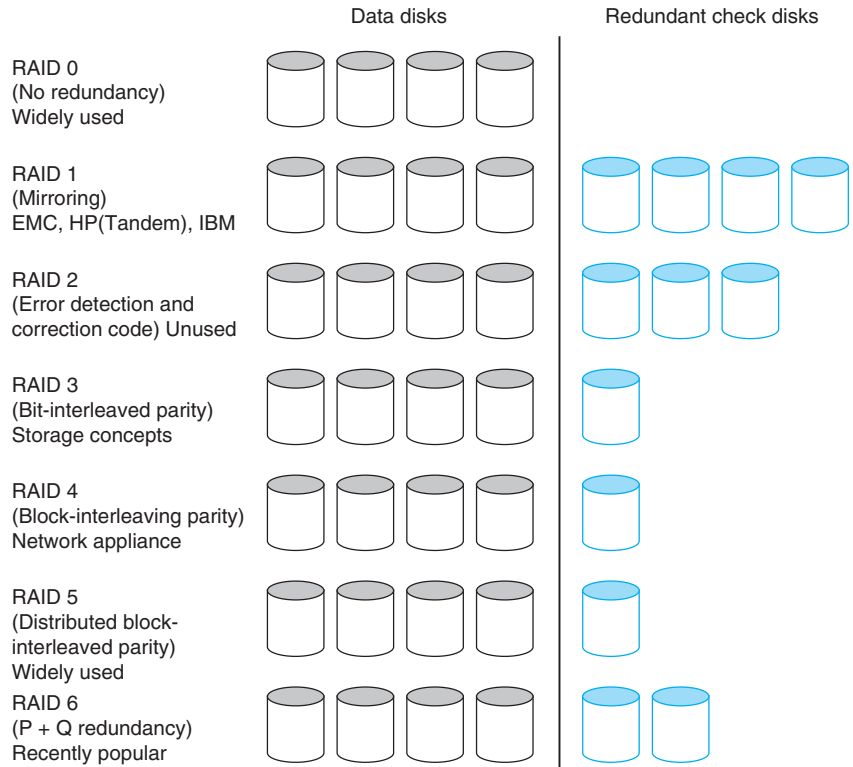 Data disks
Redundant check disks
RAID 0
(No redundancy)
Widely used
RAID 1
(Mirroring)
EMC, HP(Tandem), IBM
RAID 2
(Error detection and
correction code) Unused
RAID 3
(Bit-interleaved parity)
Storage concepts
RAID 4
(Block-interleaving parity)
Network appliance
RAID 5
(Distributed block-
interleaved parity)
Widely used
RAID 6
(P + Q redundancy)
Recently popular